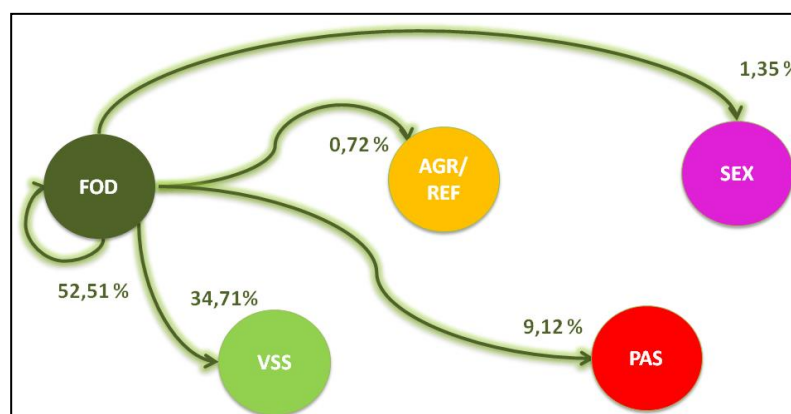 1,35 %
0,72 %
AGR/
REF
SEX
FOD
52,51 %
34,71%
9,12 %
VSS
PAS